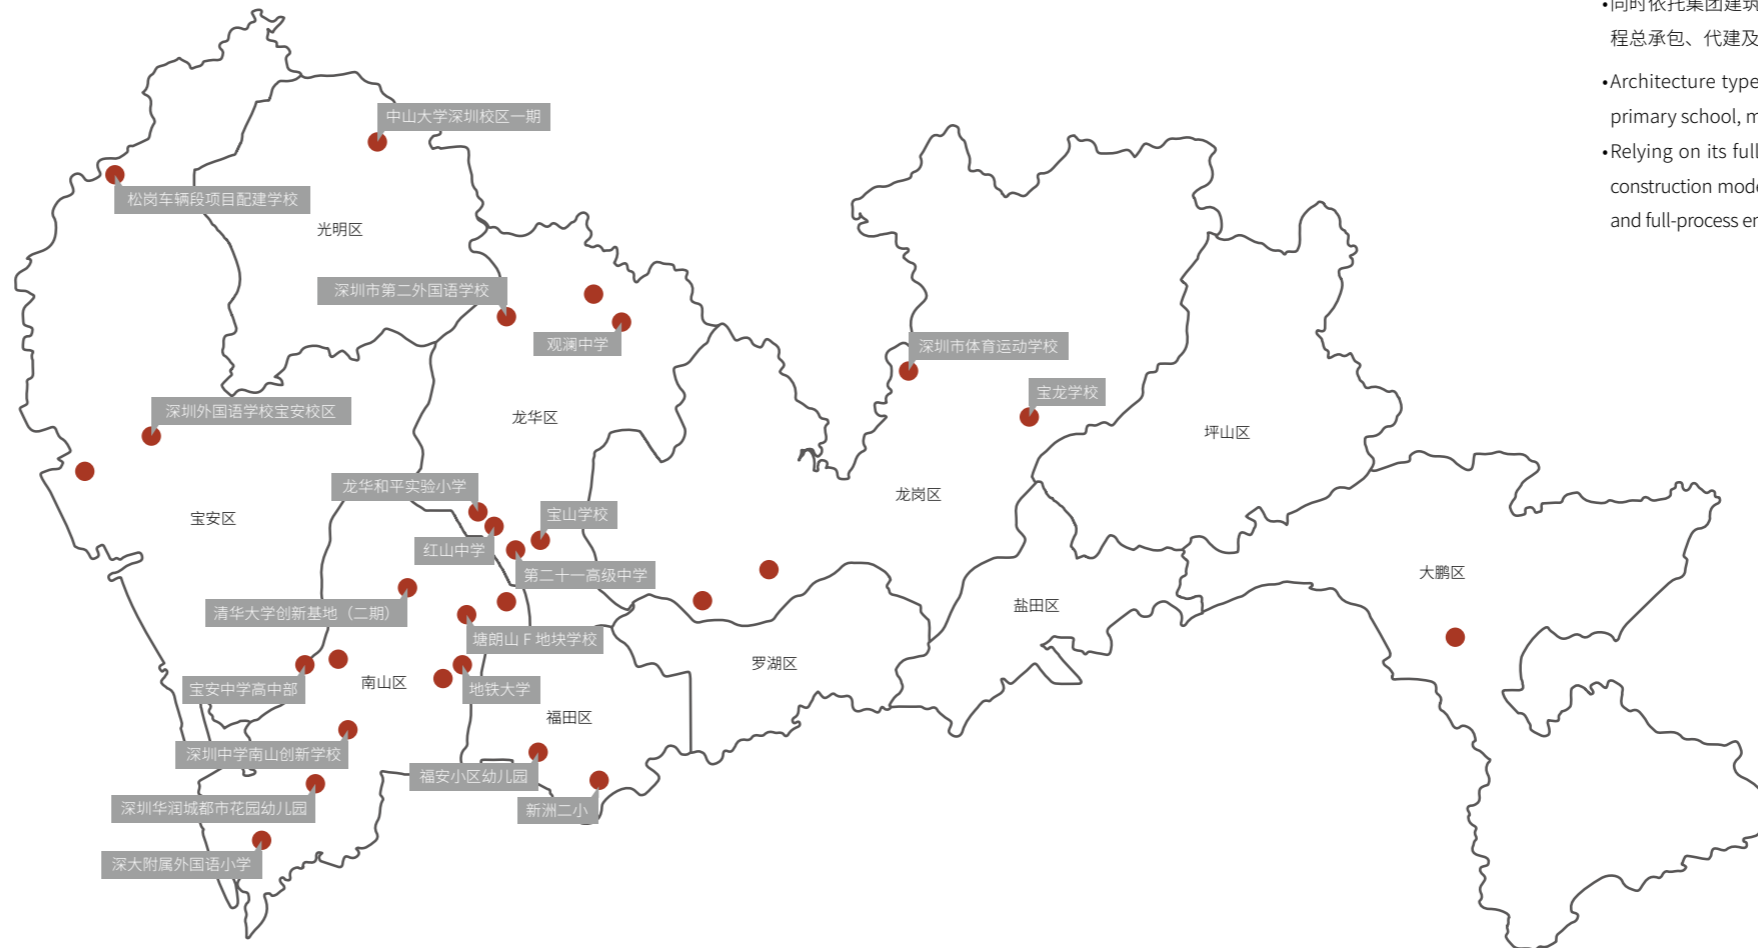 •同时依托集团建筑
程总承包、代建及
•Architecture type
primary school, m
•Relying on its full
construction mode
and full-process en
中山大学深圳校区一期
松岗车辆段项目配建学校
光明区
深圳市第二外国语学校
观澜中学
深圳市体育运动学校
宝龙学校
深圳外国语学校宝安校区
龙华区
坪山区
龙华和平实验小学
龙岗区
宝安区
宝山学校
红山中学
第二十一高级中学
大鹏区
清华大学创新基地（二期）
盐田区
塘朗山 F 地块学校
罗湖区
宝安中学高中部
南山区
地铁大学
福田区
深圳中学南山创新学校
福安小区幼儿园
深圳华润城都市花园幼儿园
新洲二小
深大附属外国语小学